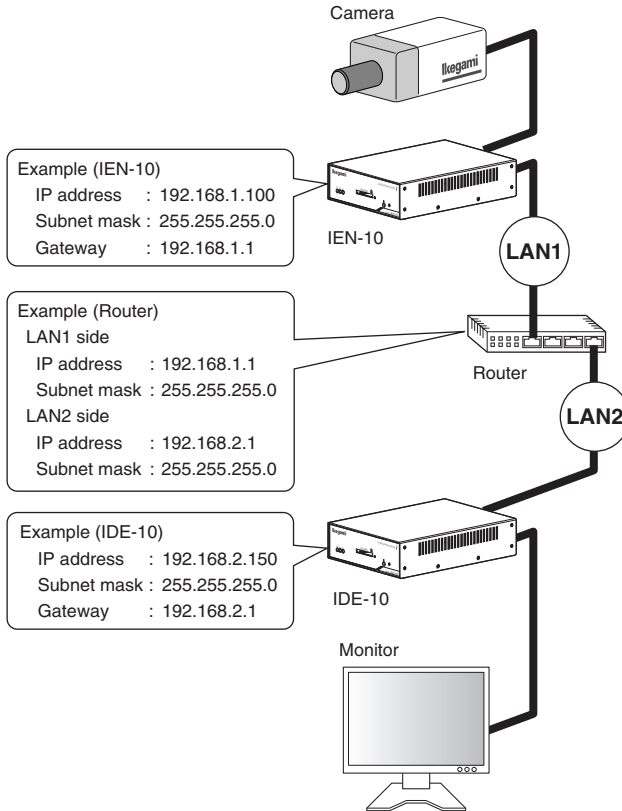 Camera
Ikegami
Example (IEN-10)
IP address : 192.168.1.100
Subnet mask : 255.255.255.0
Gateway : 192.168.1.1
Ikegami
IEN-10
LAN1
Example (Router)
LAN1 side
IP address : 192.168.1.1
Subnet mask : 255.255.255.0
LAN2 side
IP address : 192.168.2.1
Subnet mask : 255.255.255.0
Router
LAN2
Example (IDE-10)
IP address : 192.168.2.150
Subnet mask : 255.255.255.0
Gateway : 192.168.2.1
Ikegami
IDE-10
Monitor